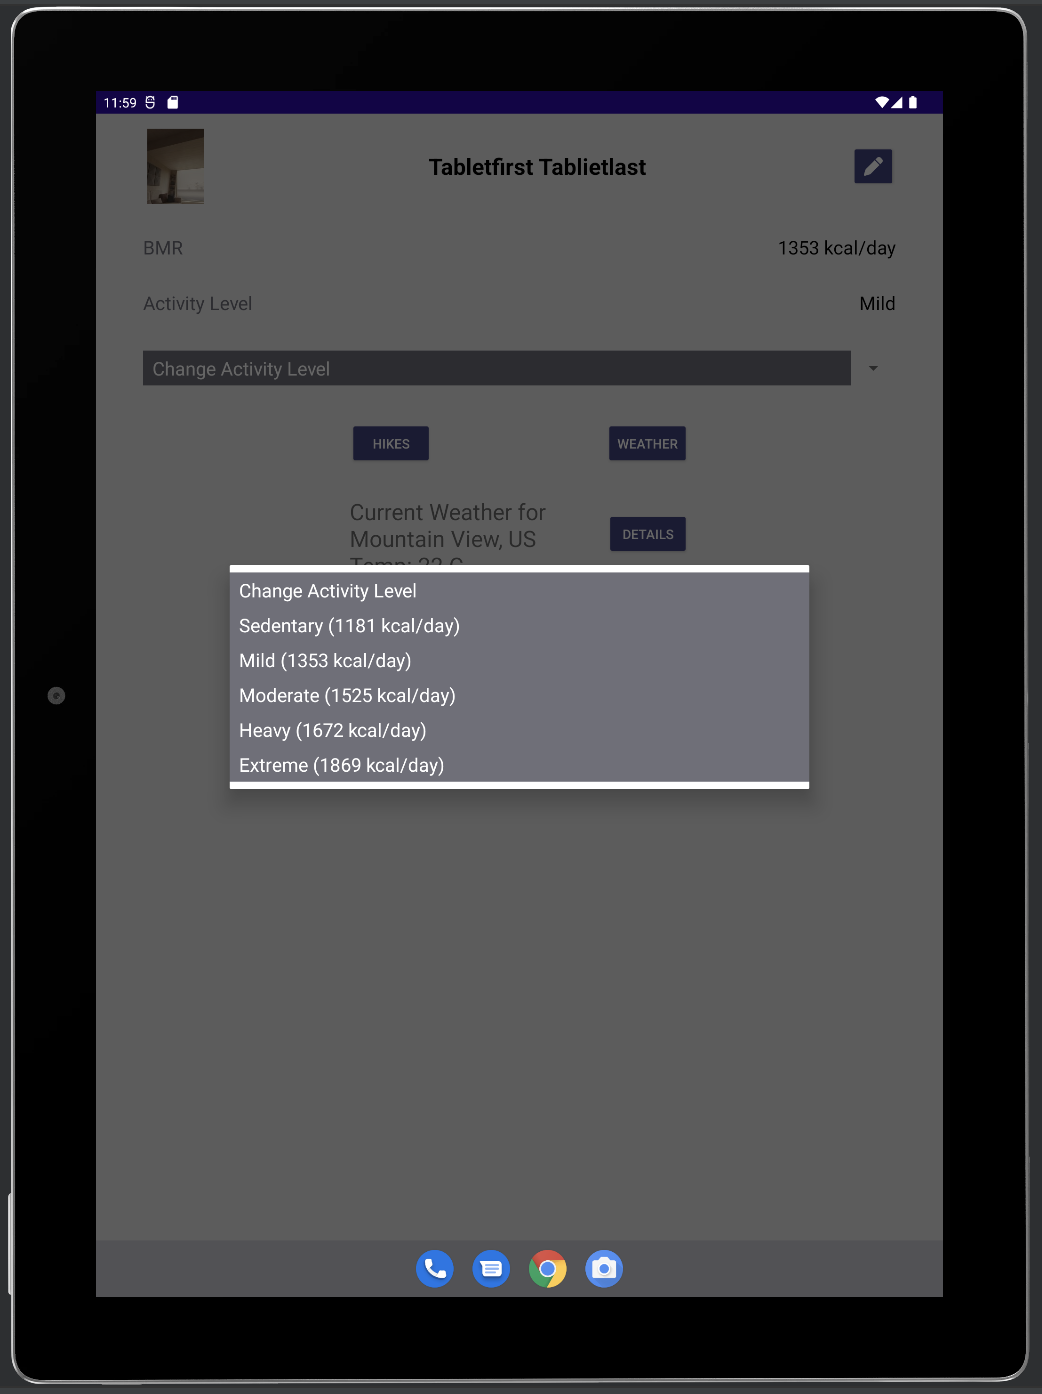 11:59
Tabletfirst Tablietlast
BMR
1353 kcal/day
Activity Level
Mild
Change Activity Level
HIKES
WEATHER
Current Weather for
Mountain View, US
DETAILS
Temp: 22 C
Change Activity Level
Sedentary (1181 kcal/day)
Mild (1353 kcal/day)
Moderate (1525 kcal/day)
Heavy (1672 kcal/day)
Extreme (1869 kcal/day)